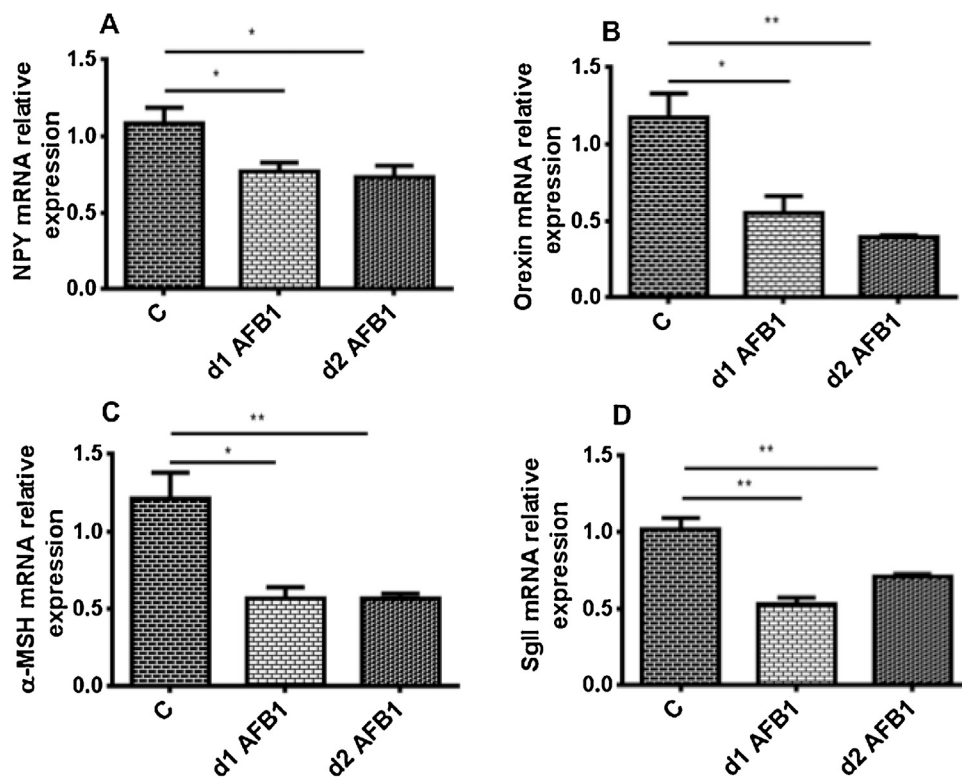 A
*
*
NPY mRNA relative
expression
1.5
1.0
0.5
0.0
C
d1 AFB1
d2 AFB1
B
**
*
Orexin mRNA relative
expression
1.5
1.0
0.5
0.0
C
d1 AFB1
d2 AFB1
C
**
*
α-MSH mRNA relative
expression
1.5
1.0
0.5
0.0
C
d1 AFB1
d2 AFB1
D
**
**
SgII mRNA relative
expression
1.5
1.0
0.5
0.0
C
d1 AFB1
d2 AFB1